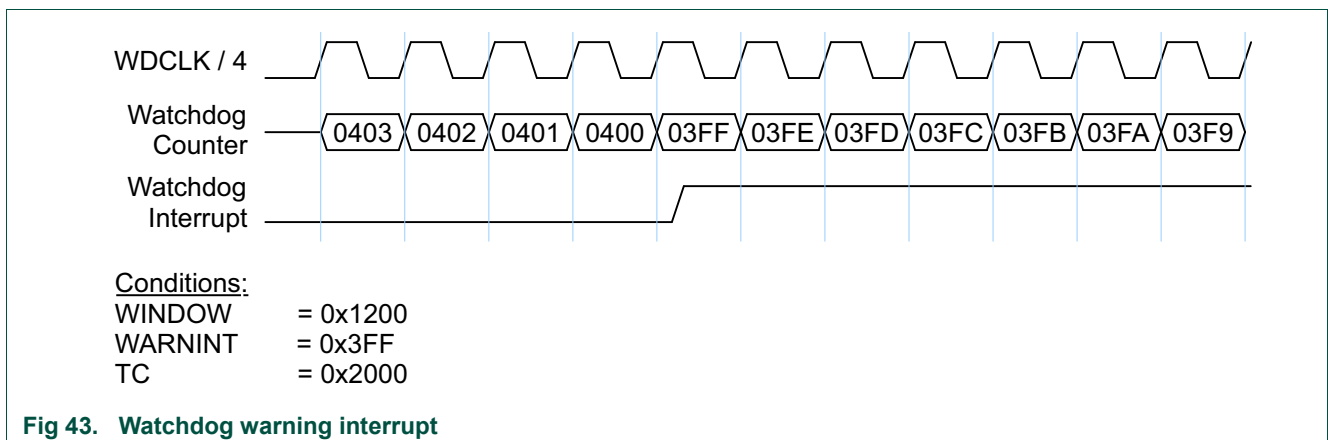 WDCLK / 4
Watchdog
Counter
0403 0402 0401 0400 03FF 03FE 03FD 03FC 03FB 03FA 03F9
Watchdog
Interrupt
Conditions:
WINDOW = 0x1200
WARNINT = 0x3FF
TC = 0x2000
Fig 43. Watchdog warning interrupt